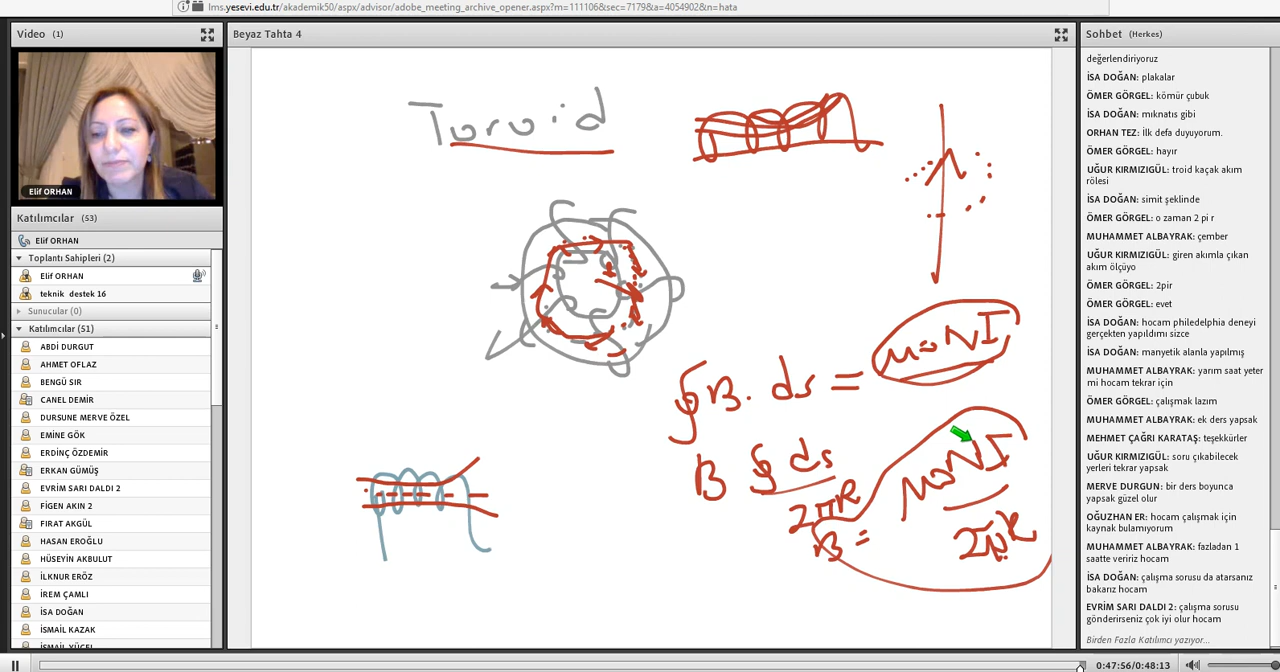 lms.yesevi.edu.tr/akademik50/aspx/advisor/adobe_meeting_archive_opener.aspx?m=111106&sec=7179&a=4054902&n=hata
Video (1)
Elif ORHAN
Katılımcılar (53)
Elif ORHAN
Toplantı Sahipleri (2)
Elif ORHAN
teknik destek 16
Sunucular (0)
Katılımcılar (51)
ABDİ DURGUT
AHMET OFLAZ
BENGÜ SIR
CANEL DEMİR
DURSUNE MERVE ÖZEL
EMİNE GÖK
ERDİNÇ ÖZDEMİR
ERKAN GÜMÜŞ
EVRİM SARI DALDI 2
FİGEN AKIN 2
FIRAT AKGÜL
HASAN EROĞLU
HÜSEYİN AKBULUT
İLKNUR ERÖZ
İREM ÇAMLI
İSA DOĞAN
İSMAİL KAZAK
İSMAİL YÜCEL
Beyaz Tahta 4
Toroid
∮B. ds = μ0NI
B ∮ds
2πR
B = μ0NI
2πR
Sohbet (Herkes)
değerlendiriyoruz
İSA DOĞAN: plakalar
ÖMER GÖRGEL: kömür çubuk
İSA DOĞAN: mıknatıs gibi
ORHAN TEZ: İlk defa duyuyorum.
ÖMER GÖRGEL: hayır
UĞUR KIRMIZIGÜL: troid kaçak akım
rölesi
İSA DOĞAN: simit şeklinde
ÖMER GÖRGEL: o zaman 2 pi r
MUHAMMET ALBAYRAK: çember
UĞUR KIRMIZIGÜL: giren akımla çıkan
akım ölçüyo
ÖMER GÖRGEL: 2pir
ÖMER GÖRGEL: evet
İSA DOĞAN: hocam philedelphia deneyi
gerçekten yapıldımı sizce
İSA DOĞAN: manyetik alanla yapılmış
MUHAMMET ALBAYRAK: yarım saat yeter
mi hocam tekrar için
ÖMER GÖRGEL: çalışmak lazım
MUHAMMET ALBAYRAK: ek ders yapsak
MEHMET ÇAĞRI KARATAŞ: teşekkürler
UĞUR KIRMIZIGÜL: soru çıkabilecek
yerleri tekrar yapsak
MERVE DURGUN: bir ders boyunca
yapsak güzel olur
OĞUZHAN ER: hocam çalışmak için
kaynak bulamıyorum
MUHAMMET ALBAYRAK: fazladan 1
saatte veririz hocam
İSA DOĞAN: çalışma sorusu da atarsanız
bakarız hocam
EVRİM SARI DALDI 2: çalışma sorusu
gönderirseniz çok iyi olur hocam
Birden Fazla Katılımcı yazıyor...
0:47:56/0:48:13